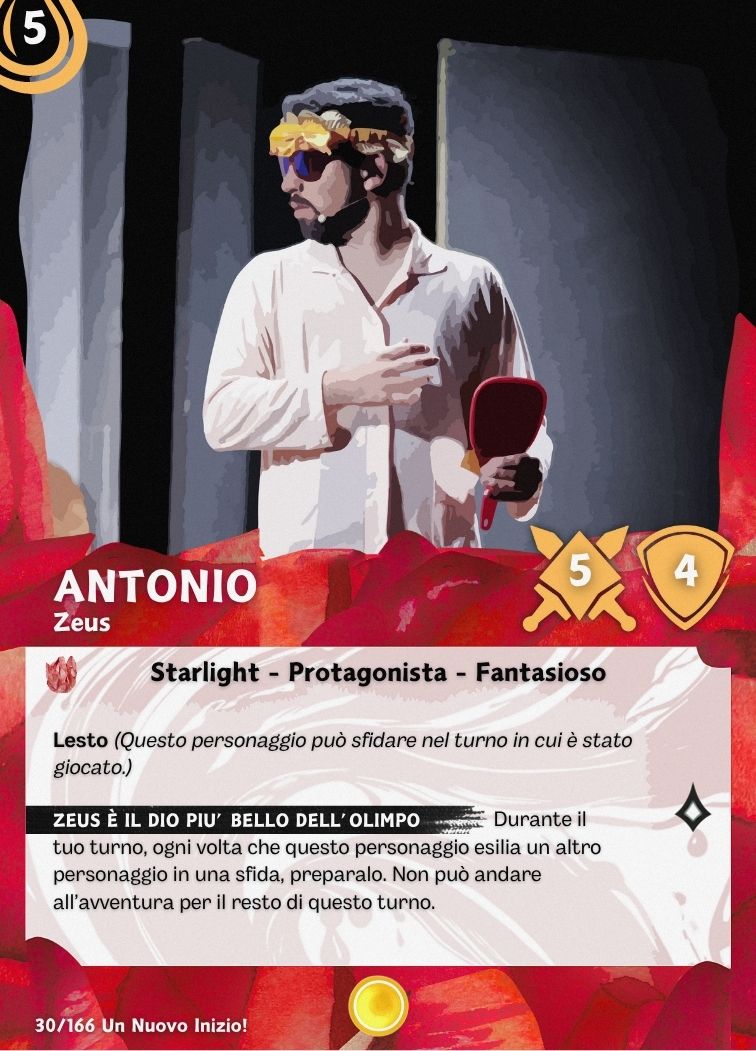 5
5 4
ANTONIO
Zeus
Starlight - Protagonista - Fantasioso
Lesto (Questo personaggio può sfidare nel turno in cui è stato
giocato.)
ZEUS È IL DIO PIU' BELLO DELL'OLIMPO Durante il
tuo turno, ogni volta che questo personaggio esilia un altro
personaggio in una sfida, preparalo. Non può andare
all'avventura per il resto di questo turno.
30/166 Un Nuovo Inizio!